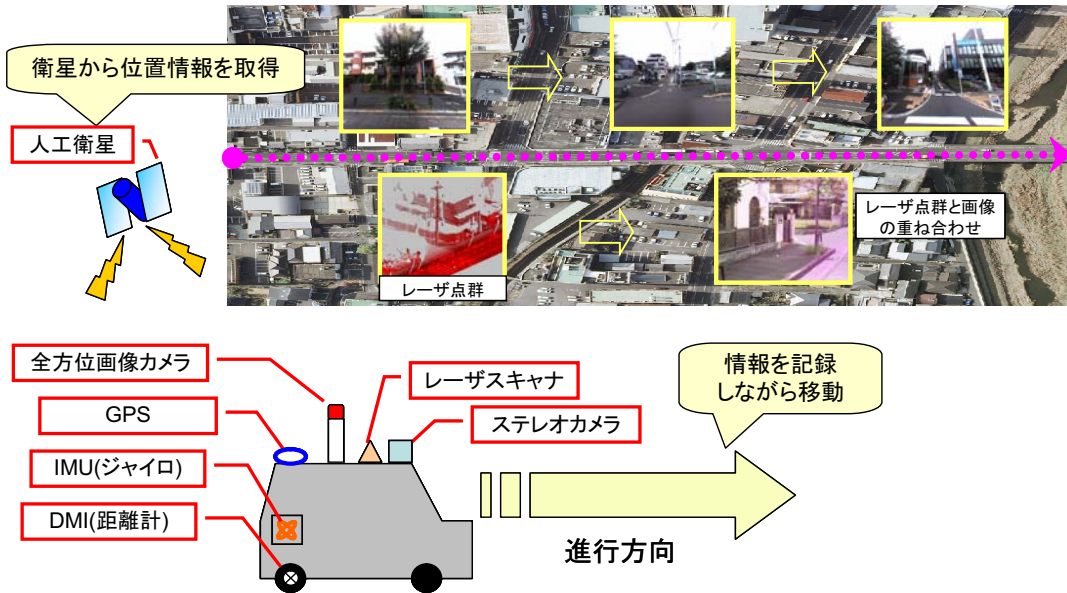 衛星から位置情報を取得
人工衛星
レーザ点群と画像
の重ね合わせ
レーザ点群
全方位画像カメラ
GPS
IMU(ジャイロ)
DMI(距離計)
レーザスキャナ
ステレオカメラ
情報を記録
しながら移動
進行方向